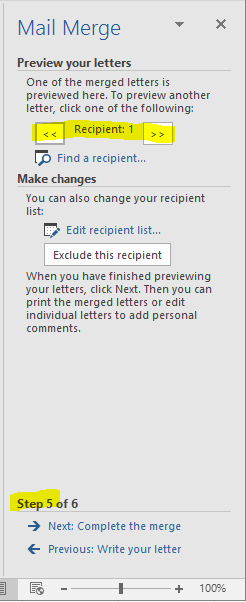 Mail Merge
Preview your letters
One of the merged letters is
previewed here. To preview another
letter, click one of the following:
<< Recipient: 1 >>
Find a recipient...
Make changes
You can also change your recipient
list:
Edit recipient list...
Exclude this recipient
When you have finished previewing
your letters, click Next. Then you can
print the merged letters or edit
individual letters to add personal
comments.
Step 5 of 6
Next: Complete the merge
Previous: Write your letter
100%